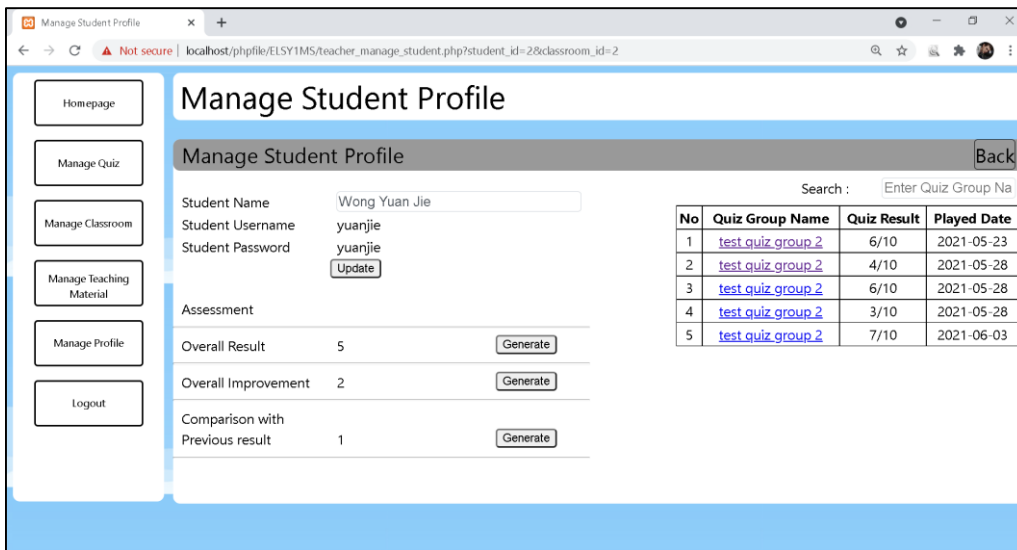 Manage Student Profile
Not secure | localhost/phpfile/ELSY1MS/teacher_manage_student.php?student_id=2&classroom_id=2
Homepage
Manage Quiz
Manage Classroom
Manage Teaching
Material
Manage Profile
Logout
Manage Student Profile
Manage Student Profile
Back
Student Name Wong Yuan Jie
Student Username yuanjie
Student Password yuanjie
Update
Assessment
Overall Result 5 Generate
Overall Improvement 2 Generate
Comparison with
Previous result 1 Generate
Search : Enter Quiz Group Na
No Quiz Group Name Quiz Result Played Date
1 test quiz group 2 6/10 2021-05-23
2 test quiz group 2 4/10 2021-05-28
3 test quiz group 2 6/10 2021-05-28
4 test quiz group 2 3/10 2021-05-28
5 test quiz group 2 7/10 2021-06-03